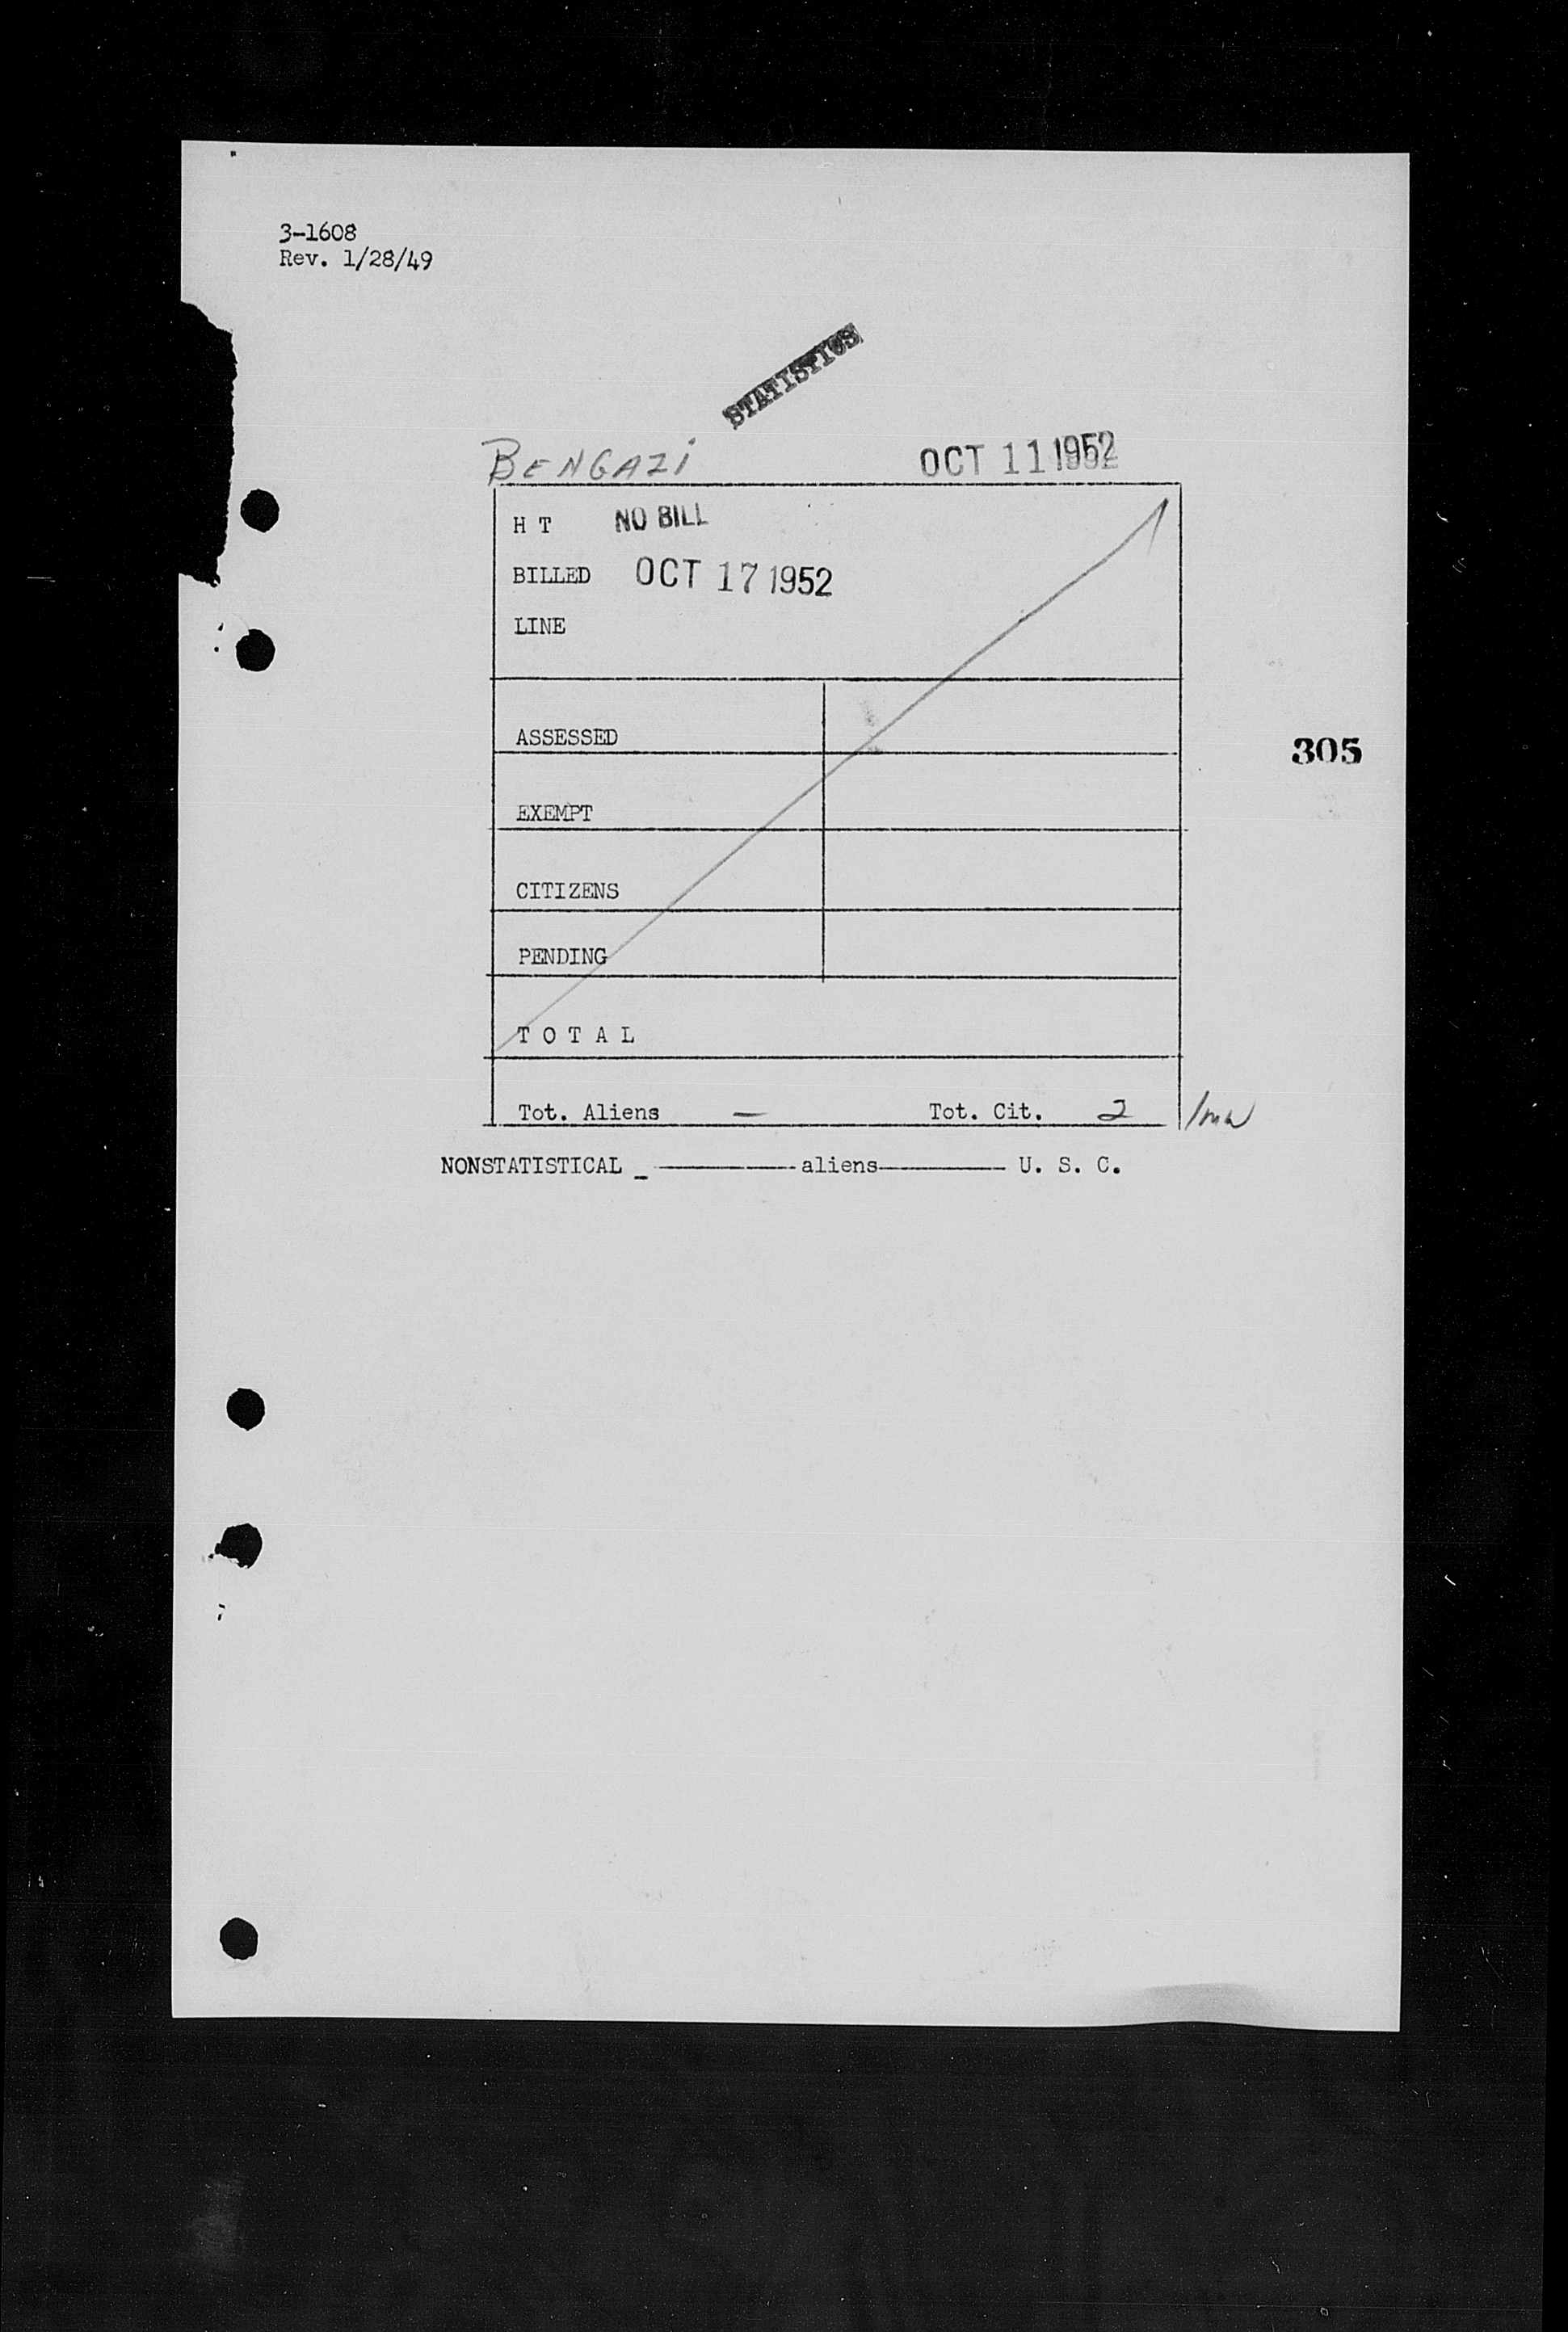 3-1608
Rev. 1/28/49
STATISTICS
BENGAZI OCT 11 1952
H T NO BILL
BILLED OCT 17 1952
LINE
305
ASSESSED
EXEMPT
CITIZENS
PENDING
T O T A L
Tot. Aliens — Tot. Cit. 2
NONSTATISTICAL _ aliens U. S. C.